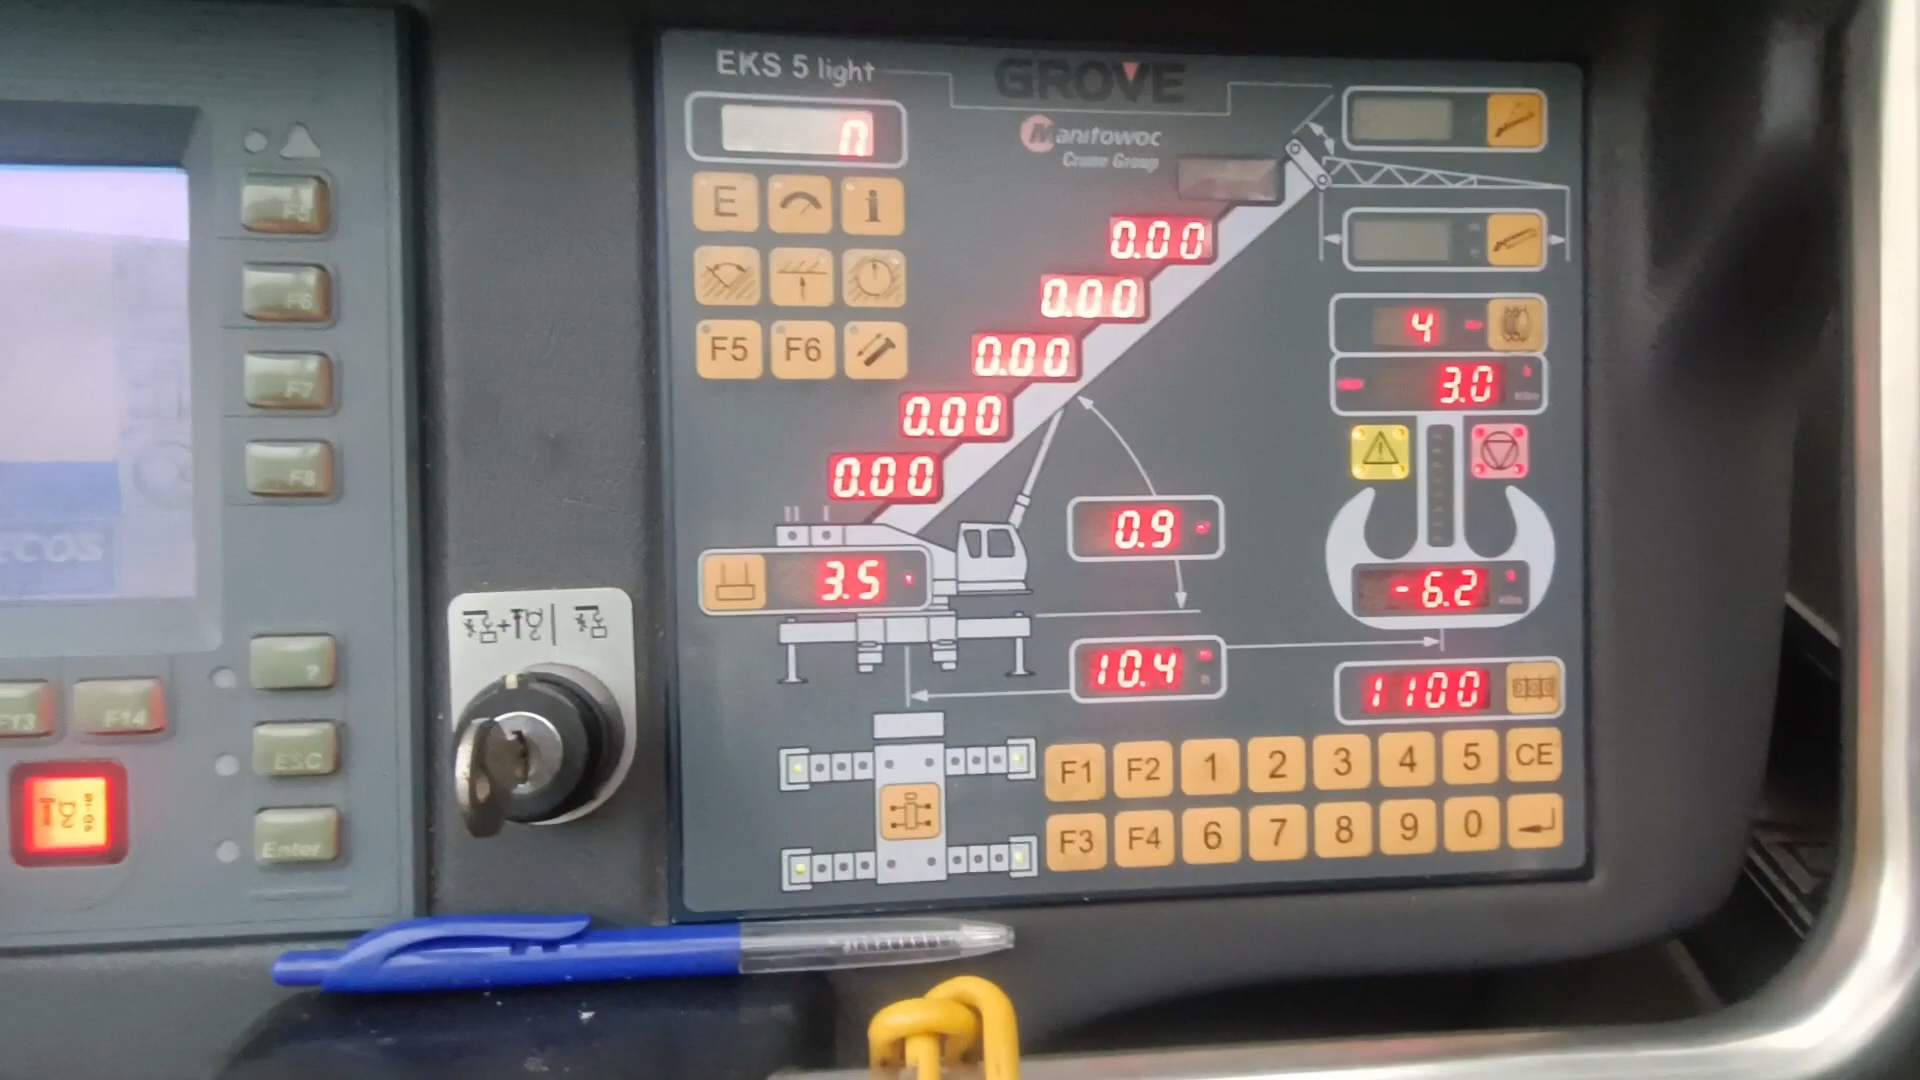 EKS 5 light
GROVE
Manitowoc
Crane Group
0
E
i
0.00
0.00
F6
4
F5
F6
0.00
3.0
F7
0.00
F8
0.00
0.9
ECOS
3.5
-6.2
+
10.4
?
1100
F13
F14
ESC
F1
F2
1
2
3
4
5
CE
STOP
Enter
F3
F4
6
7
8
9
0